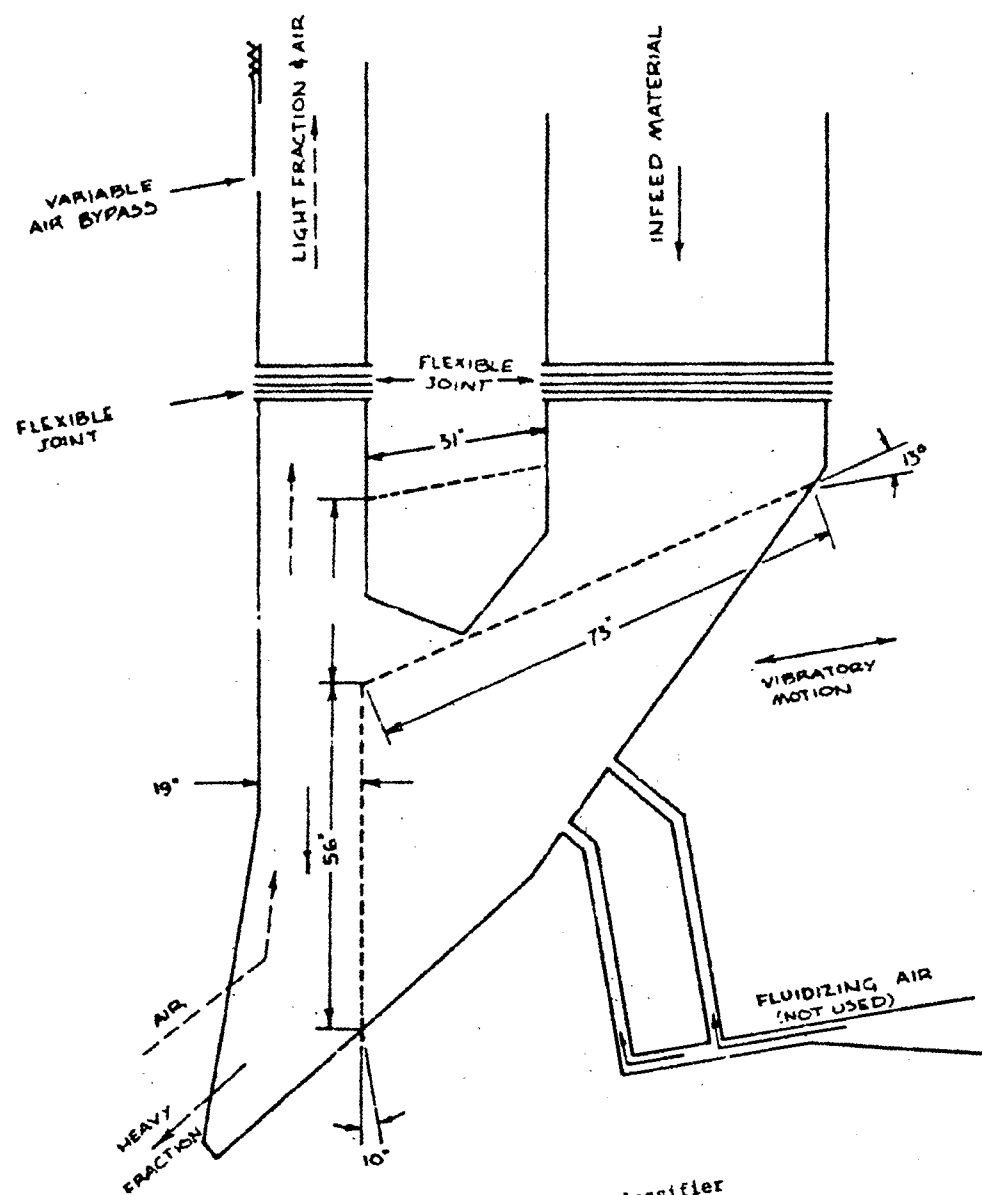 LIGHT FRACTION & AIR
INFEED MATERIAL
VARIABLE
AIR BYPASS
FLEXIBLE
JOINT
FLEXIBLE
JOINT
31"
13°
73"
VIBRATORY
MOTION
19"
56"
AIR
FLUIDIZING AIR
(NOT USED)
HEAVY
FRACTION
10°